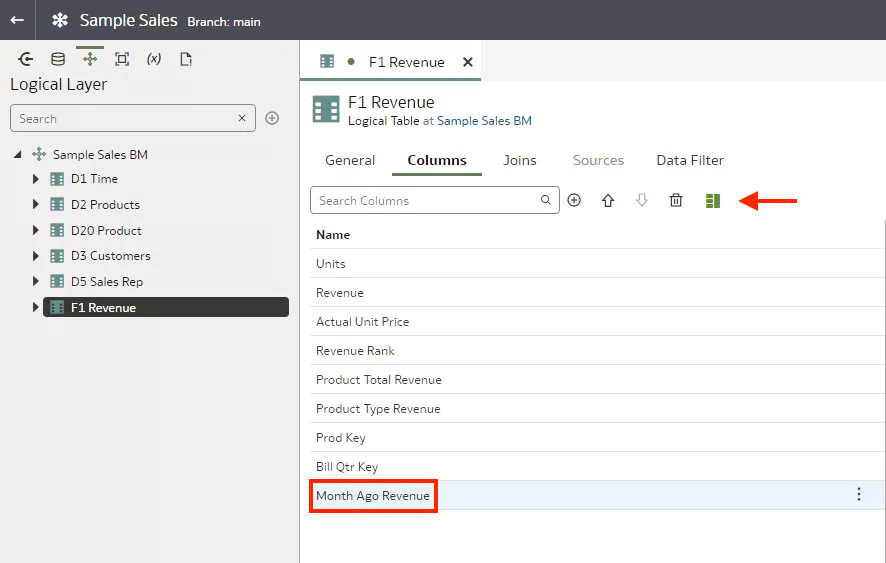 Sample Sales Branch: main
(x)
Logical Layer
Search
Sample Sales BM
D1 Time
D2 Products
D20 Product
D3 Customers
D5 Sales Rep
F1 Revenue
F1 Revenue
F1 Revenue
Logical Table at Sample Sales BM
General Columns Joins Sources Data Filter
Search Columns
Name
Units
Revenue
Actual Unit Price
Revenue Rank
Product Total Revenue
Product Type Revenue
Prod Key
Bill Qtr Key
Month Ago Revenue